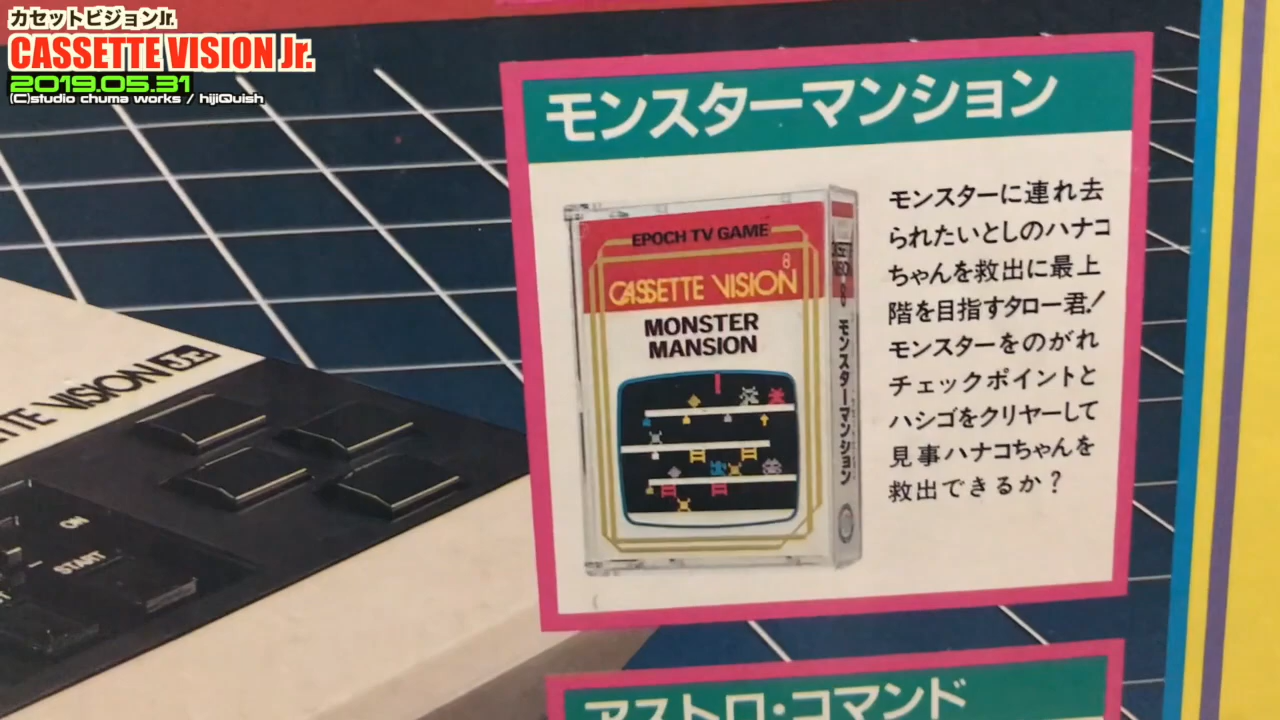 カセットビジョンJr.
CASSETTE VISION Jr.
2019.05.31
(C)studio chuma works / hijiQuish
モンスターマンション
EPOCH TV GAME
8
CASSETTE VISION
MONSTER
MANSION
8
モンスターマンション
モンスターに連れ去
られたいとしのハナコ
ちゃんを救出に最上
階を目指すタロー君!
モンスターをのがれ
チェックポイントと
ハシゴをクリヤーして
見事ハナコちゃんを
救出できるか?
VISION Jr
ON
START
アストロ・コマンド